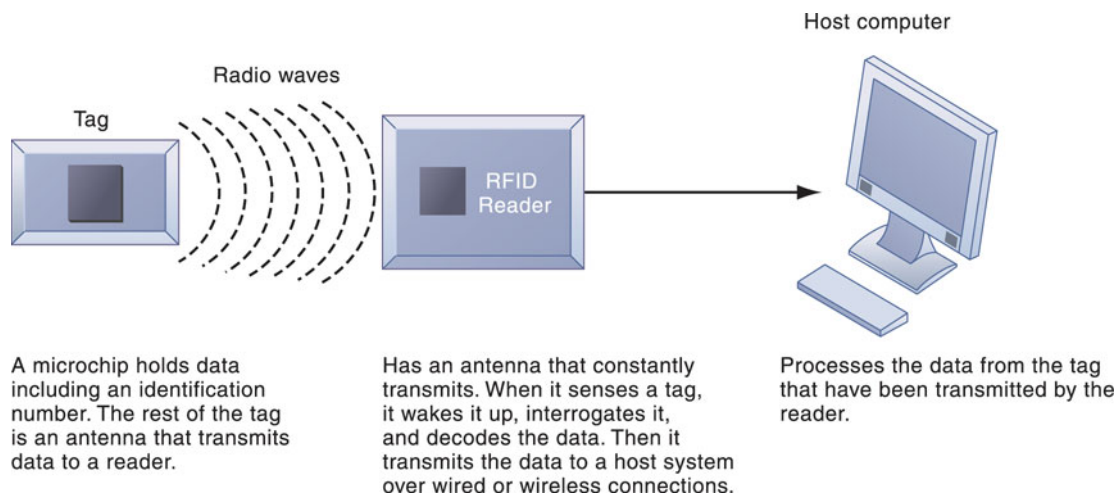 Host computer
Radio waves
Tag
RFID
Reader
A microchip holds data
including an identification
number. The rest of the tag
is an antenna that transmits
data to a reader.
Has an antenna that constantly
transmits. When it senses a tag,
it wakes it up, interrogates it,
and decodes the data. Then it
transmits the data to a host system
over wired or wireless connections.
Processes the data from the tag
that have been transmitted by the
reader.